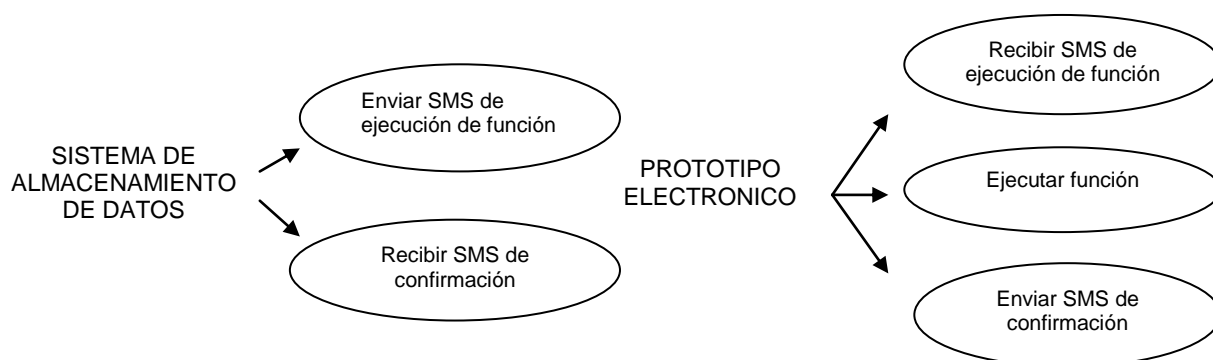 SISTEMA DE
ALMACENAMIENTO
DE DATOS
Enviar SMS de
ejecución de función
Recibir SMS de
confirmación
PROTOTIPO
ELECTRONICO
Recibir SMS de
ejecución de función
Ejecutar función
Enviar SMS de
confirmación